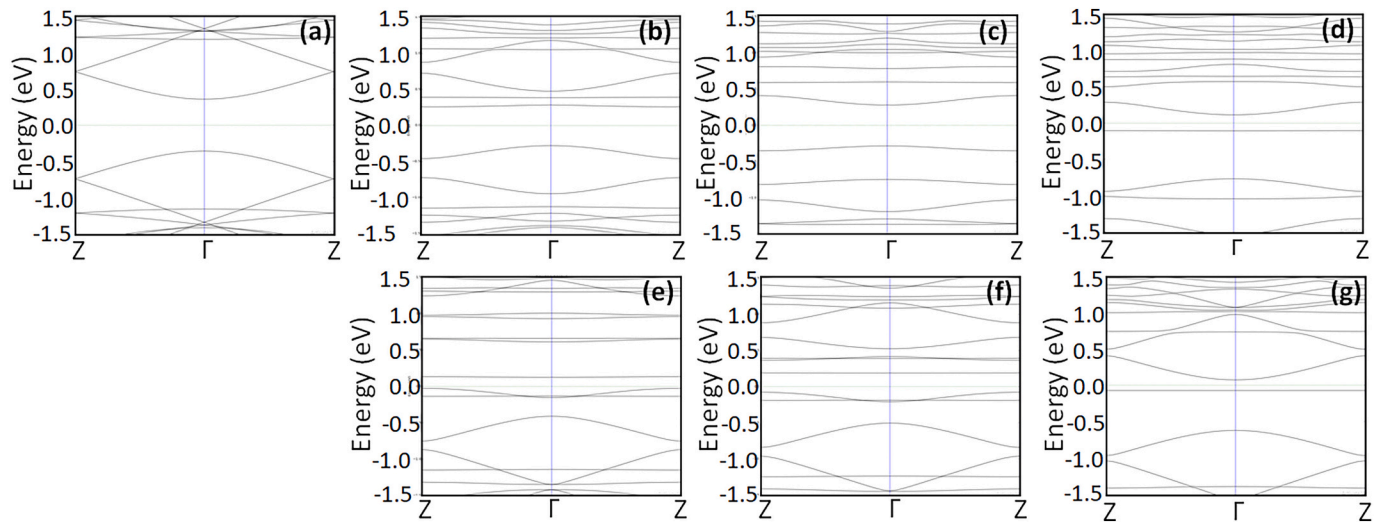 1.5 (a) 1.5 (b) 1.5 (c) 1.5 (d)
1.0 1.0 1.0 1.0
0.5 0.5 0.5 0.5
0.0 0.0 0.0 0.0
-0.5 -0.5 -0.5 -0.5
-1.0 -1.0 -1.0 -1.0
-1.5 -1.5 -1.5 -1.5
Energy (eV) Energy (eV) Energy (eV) Energy (eV)
Z Γ Z Z Γ Z Z Γ Z Z Γ Z
1.5 (e) 1.5 (f) 1.5 (g)
1.0 1.0 1.0
0.5 0.5 0.5
0.0 0.0 0.0
-0.5 -0.5 -0.5
-1.0 -1.0 -1.0
-1.5 -1.5 -1.5
Energy (eV) Energy (eV) Energy (eV)
Z Γ Z Z Γ Z Z Γ Z